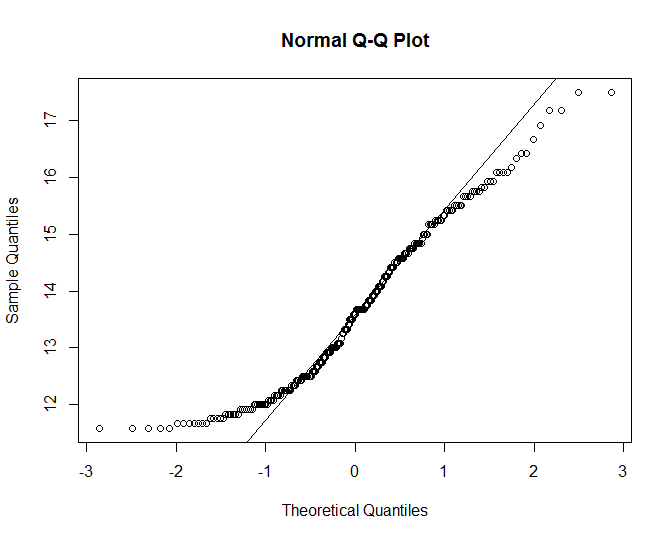 Normal Q-Q Plot
Sample Quantiles
17
16
15
14
13
12
-3 -2 -1 0 1 2 3
Theoretical Quantiles